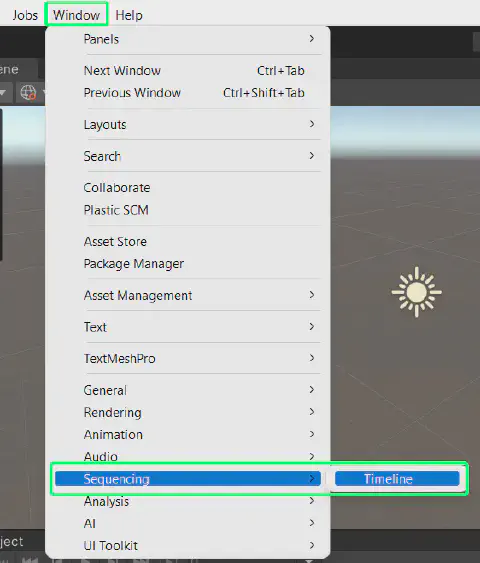 Jobs Window Help
ene
Panels
Next Window Ctrl+Tab
Previous Window Ctrl+Shift+Tab
Layouts
Search
Collaborate
Plastic SCM
Asset Store
Package Manager
Asset Management
Text
TextMeshPro
General
Rendering
Animation
Audio
Sequencing Timeline
Analysis
AI
UI Toolkit
ject